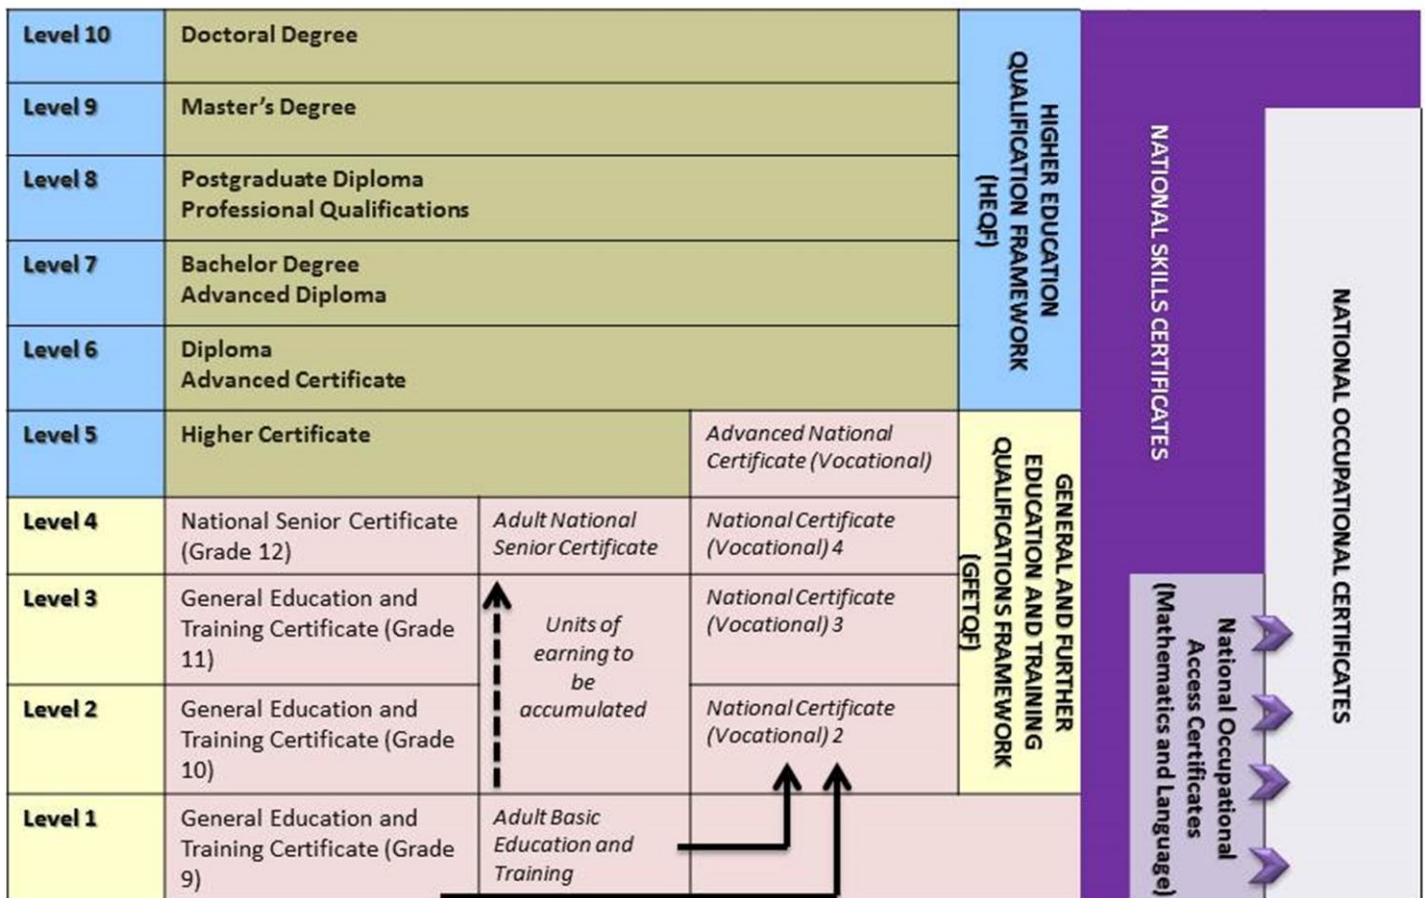 Level 10
Doctoral Degree
Level 9
Master’s Degree
Level 8
Postgraduate Diploma
Professional Qualifications
Level 7
Bachelor Degree
Advanced Diploma
Level 6
Diploma
Advanced Certificate
Level 5
Higher Certificate
Advanced National
Certificate (Vocational)
Level 4
National Senior Certificate
(Grade 12)
Adult National
Senior Certificate
National Certificate
(Vocational) 4
Level 3
General Education and
Training Certificate (Grade
11)
Units of
earning to
be
accumulated
National Certificate
(Vocational) 3
Level 2
General Education and
Training Certificate (Grade
10)
National Certificate
(Vocational) 2
Level 1
General Education and
Training Certificate (Grade
9)
Adult Basic
Education and
Training
HIGHER EDUCATION
QUALIFICATION FRAMEWORK
(HEQF)
GENERAL AND FURTHER
EDUCATION AND TRAINING
QUALIFICATIONS FRAMEWORK
(GFETQF)
NATIONAL SKILLS CERTIFICATES
National Occupational
Access Certificates
(Mathematics and Language)
NATIONAL OCCUPATIONAL CERTIFICATES